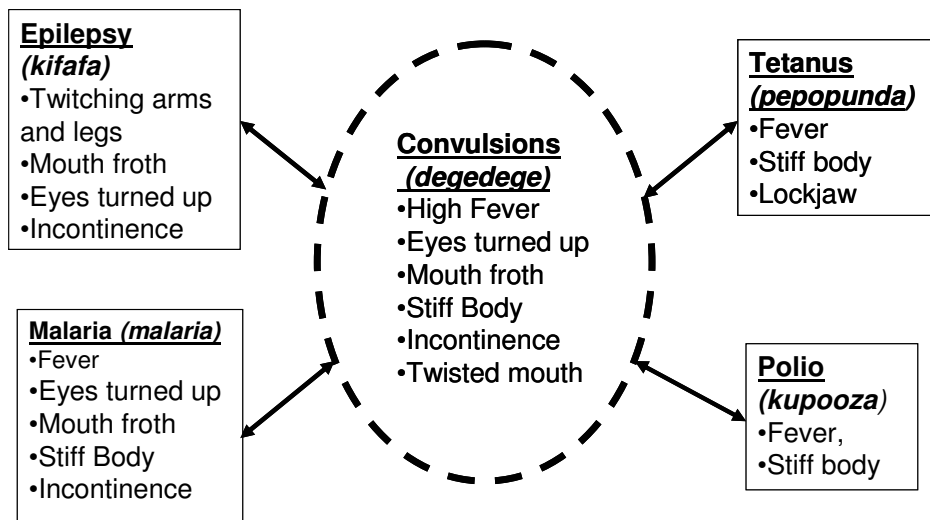 Epilepsy
(kifafa)
•Twitching arms
and legs
•Mouth froth
•Eyes turned up
•Incontinence
Convulsions
(degedege)
•High Fever
•Eyes turned up
•Mouth froth
•Stiff Body
•Incontinence
•Twisted mouth
Tetanus
(pepopunda)
•Fever
•Stiff body
•Lockjaw
Malaria (malaria)
•Fever
•Eyes turned up
•Mouth froth
•Stiff Body
•Incontinence
Polio
(kupooza)
•Fever,
•Stiff body